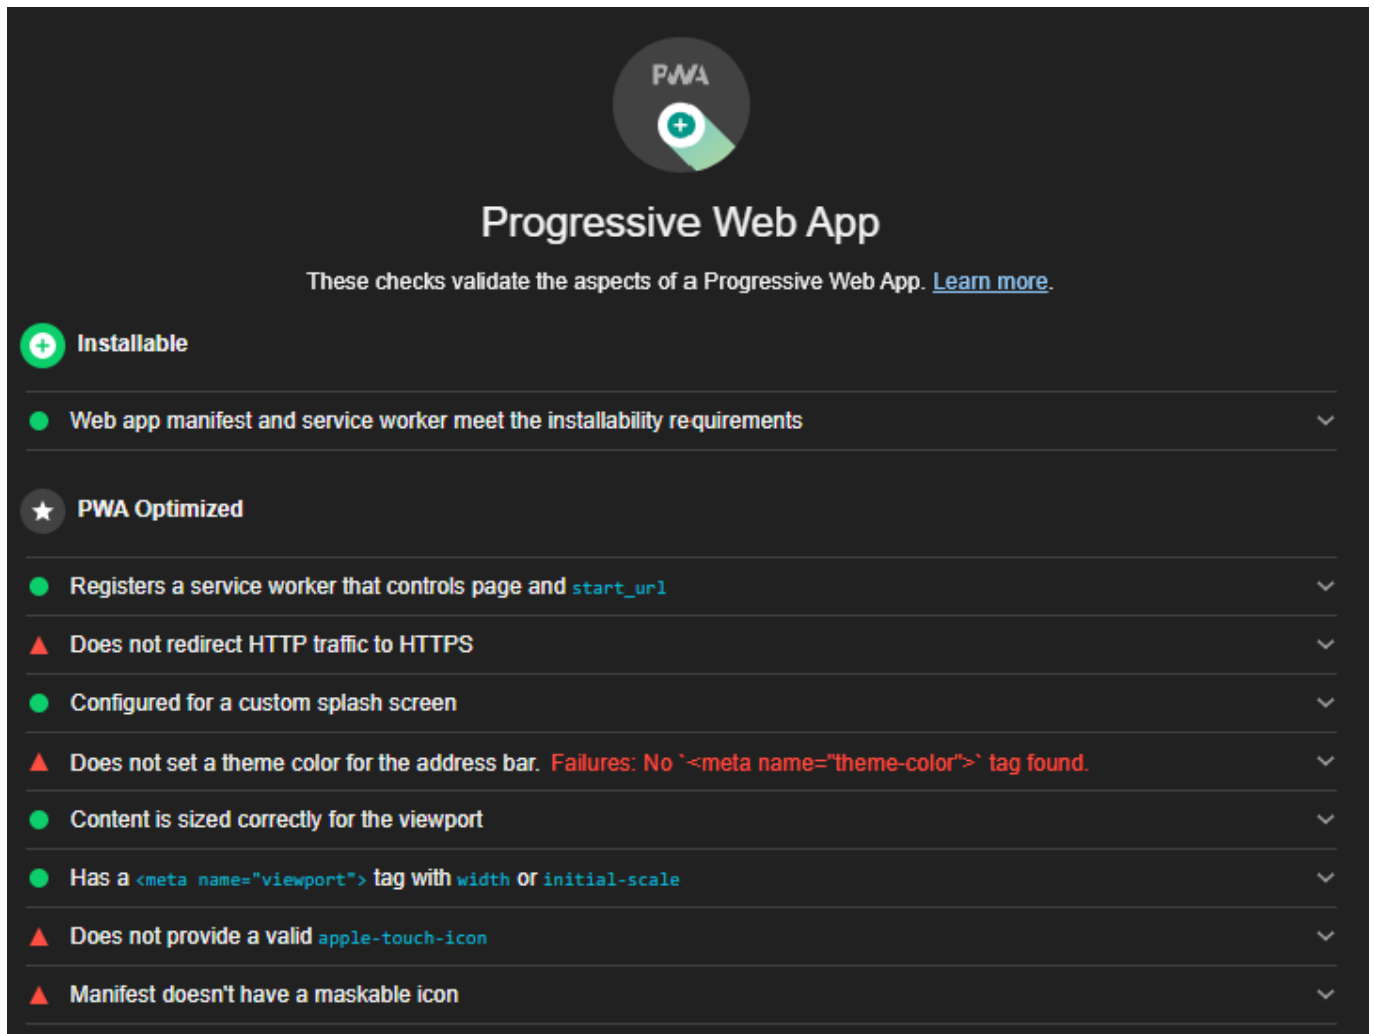 PWA
Progressive Web App
These checks validate the aspects of a Progressive Web App. Learn more.
Installable
Web app manifest and service worker meet the installability requirements
PWA Optimized
Registers a service worker that controls page and start_url
Does not redirect HTTP traffic to HTTPS
Configured for a custom splash screen
Does not set a theme color for the address bar. Failures: No `<meta name="theme-color">` tag found.
Content is sized correctly for the viewport
Has a <meta name="viewport"> tag with width or initial-scale
Does not provide a valid apple-touch-icon
Manifest doesn't have a maskable icon